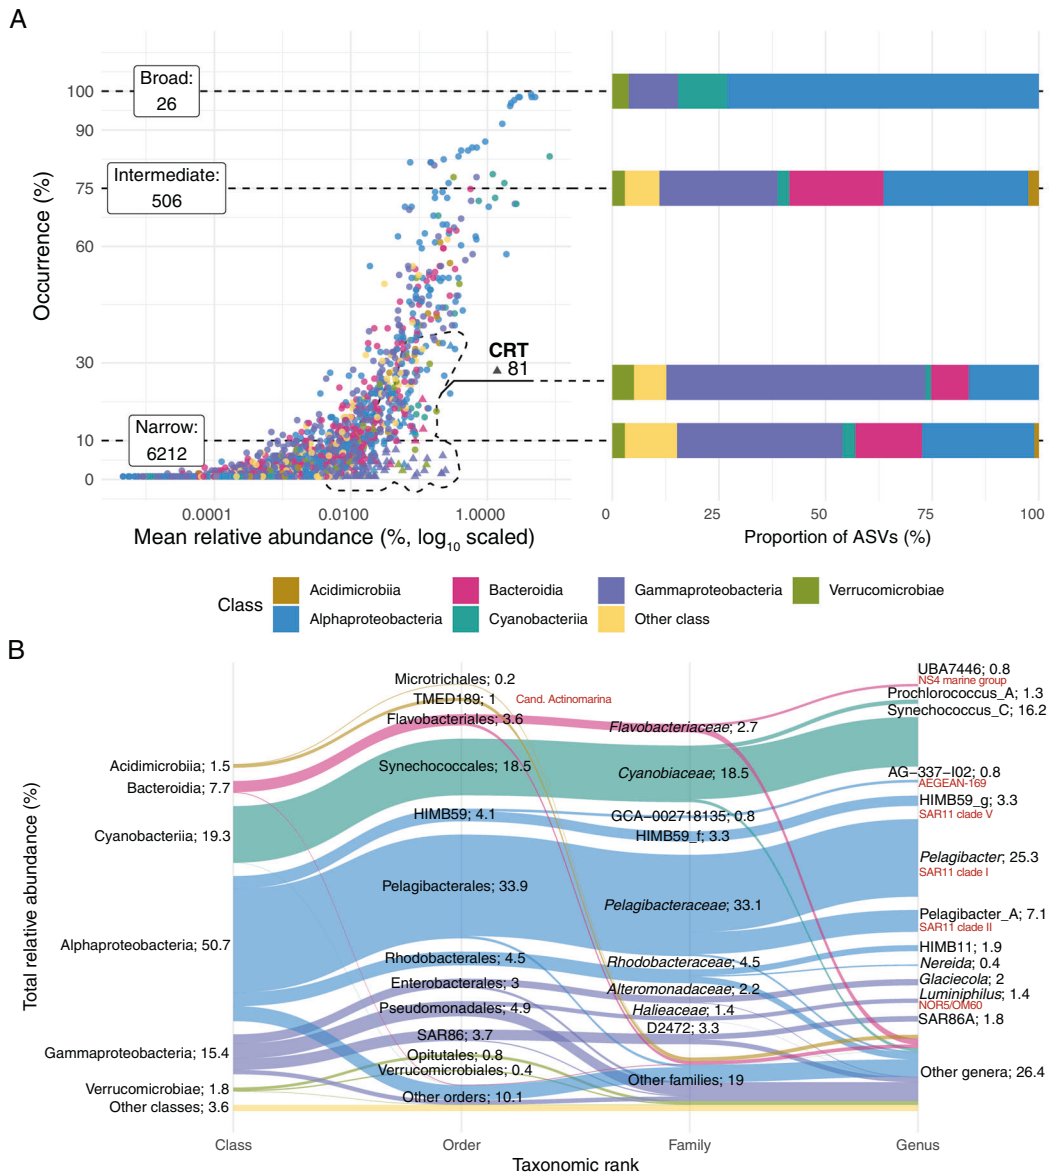 A
Broad:
26
Intermediate:
506
Narrow:
6212
CRT
81
Occurrence (%)
100
90
75
60
30
10
0
0.0001
0.0100
1.0000
Mean relative abundance (%, log10 scaled)
0
25
50
75
100
Proportion of ASVs (%)
Class
Acidimicrobiia
Bacteroidia
Gammaproteobacteria
Verrucomicrobiae
Alphaproteobacteria
Cyanobacteriia
Other class
B
Total relative abundance (%)
Acidimicrobiia; 1.5
Bacteroidia; 7.7
Cyanobacteriia; 19.3
Alphaproteobacteria; 50.7
Gammaproteobacteria; 15.4
Verrucomicrobiae; 1.8
Other classes; 3.6
Microtrichales; 0.2
TMED189; 1
Cand. Actinomarina
Flavobacteriales; 3.6
Synechococcales; 18.5
HIMB59; 4.1
Pelagibacterales; 33.9
Rhodobacterales; 4.5
Enterobacterales; 3
Pseudomonadales; 4.9
SAR86; 3.7
Opitutales; 0.8
Verrucomicrobiales; 0.4
Other orders; 10.1
Flavobacteriaceae; 2.7
Cyanobiaceae; 18.5
GCA−002718135; 0.8
HIMB59_f; 3.3
Pelagibacteraceae; 33.1
Rhodobacteraceae; 4.5
Alteromonadaceae; 2.2
Halieaceae; 1.4
D2472; 3.3
Other families; 19
UBA7446; 0.8
NS4 marine group
Prochlorococcus_A; 1.3
Synechococcus_C; 16.2
AG−337−I02; 0.8
AEGEAN-169
HIMB59_g; 3.3
SAR11 clade V
Pelagibacter; 25.3
SAR11 clade I
Pelagibacter_A; 7.1
SAR11 clade II
HIMB11; 1.9
Nereida; 0.4
Glaciecola; 2
Luminiphilus; 1.4
NOR5/OM60
SAR86A; 1.8
Other genera; 26.4
Class
Order
Family
Genus
Taxonomic rank